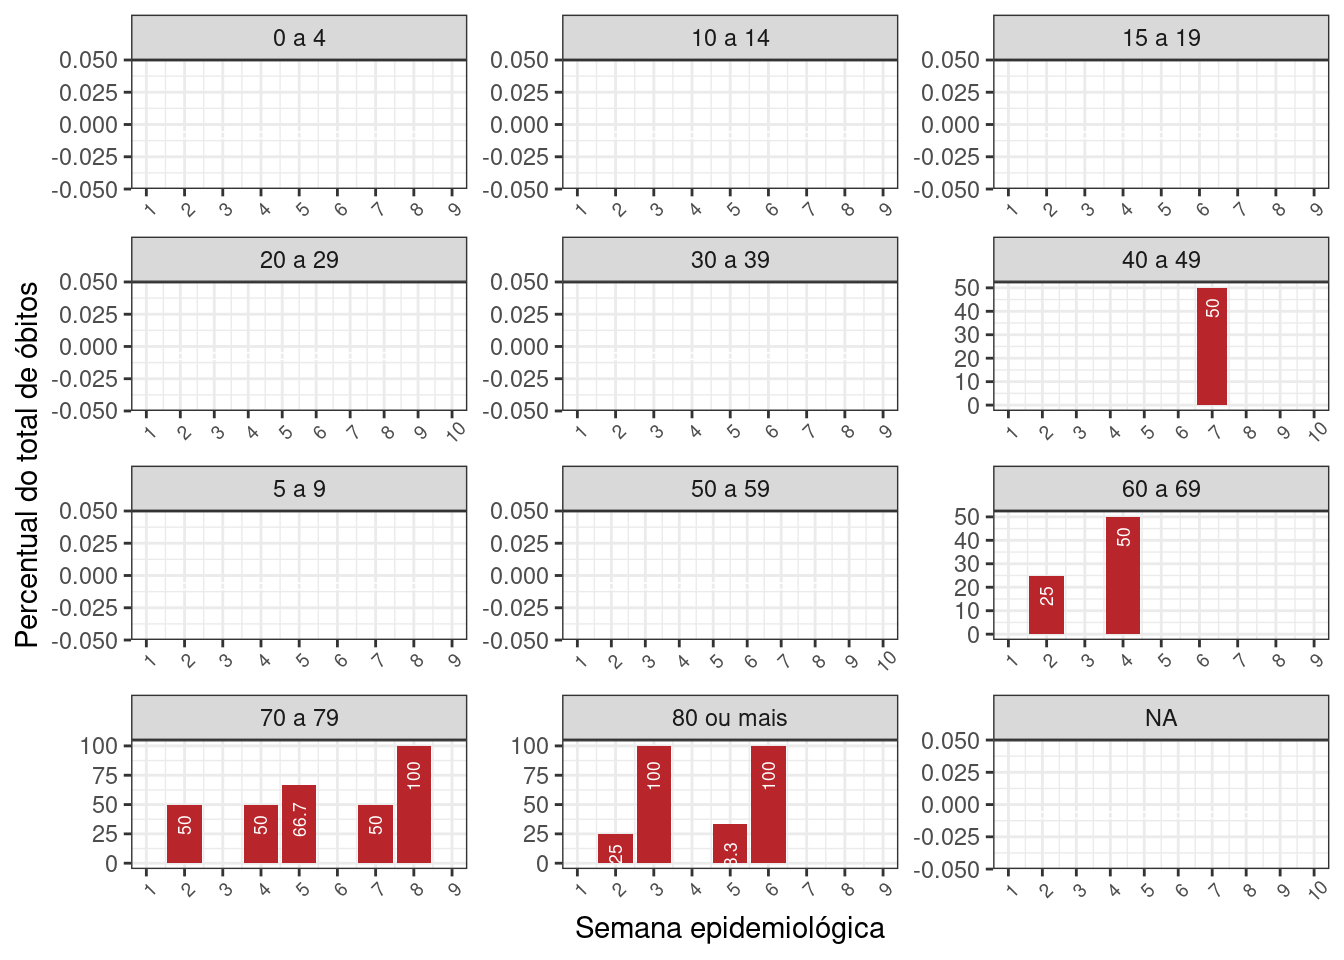 0 a 4
10 a 14
15 a 19
0.050 0.025 0.000 -0.025 -0.050
0.050 0.025 0.000 -0.025 -0.050
0.050 0.025 0.000 -0.025 -0.050
1 2 3 4 5 6 7 8 9
1 2 3 4 5 6 7 8 9
1 2 3 4 5 6 7 8 9
20 a 29
30 a 39
40 a 49
0.050 0.025 0.000 -0.025 -0.050
0.050 0.025 0.000 -0.025 -0.050
50 40 30 20 10 0
50
1 2 3 4 5 6 7 8 9 10
1 2 3 4 5 6 7 8 9
1 2 3 4 5 6 7 8 9 10
Percentual do total de óbitos
5 a 9
50 a 59
60 a 69
0.050 0.025 0.000 -0.025 -0.050
0.050 0.025 0.000 -0.025 -0.050
50 40 30 20 10 0
25 50
1 2 3 4 5 6 7 8 9
1 2 3 4 5 6 7 8 9 10
1 2 3 4 5 6 7 8 9
70 a 79
80 ou mais
NA
100 75 50 25 0
50 50 66.7 50 100
100 75 50 25 0
25 100 3.3 100
0.050 0.025 0.000 -0.025 -0.050
1 2 3 4 5 6 7 8 9
1 2 3 4 5 6 7 8 9
1 2 3 4 5 6 7 8 9 10
Semana epidemiológica